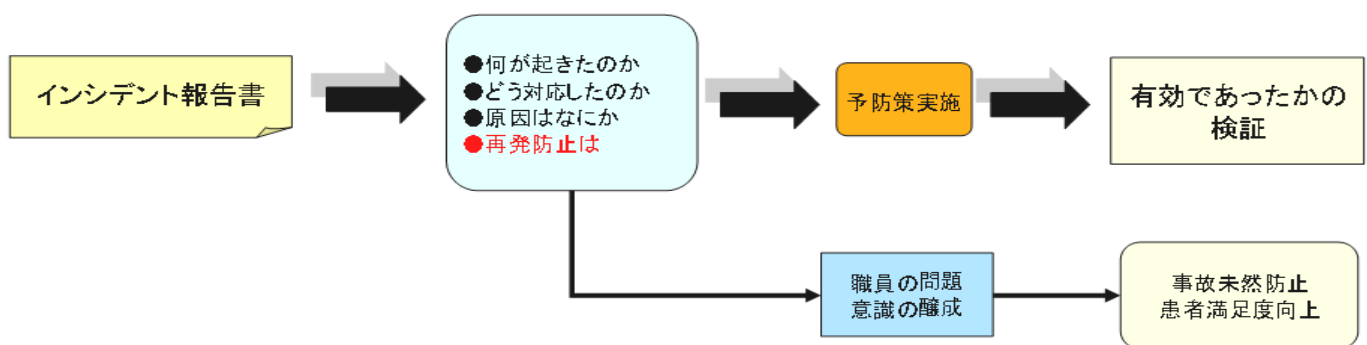 インシデント報告書
●何が起きたのか
●どう対応したのか
●原因はなにか
●再発防止は
予防策実施
有効であったかの
検証
職員の問題
意識の醸成
事故未然防止
患者満足度向上